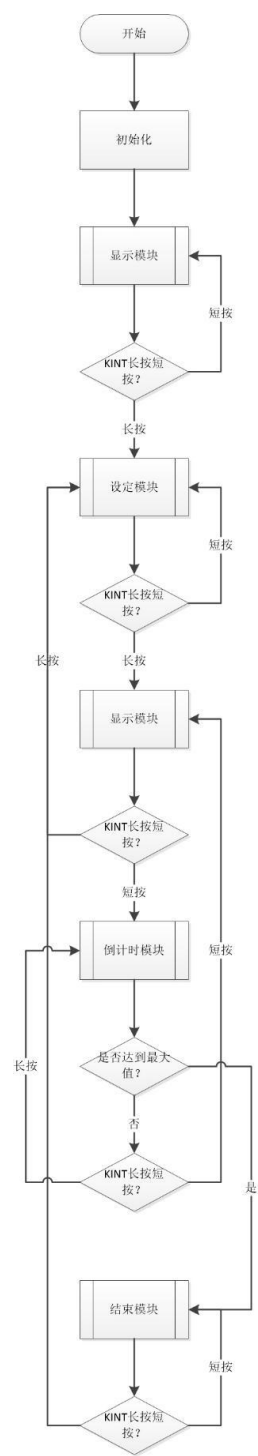 开始
初始化
显示模块
短按
KINT长按短
按?
长按
设定模块
短按
KINT长按短
按?
长按
长按
显示模块
KINT长按短
按?
短按
倒计时模块
短按
是否达到最大
值?
长按
否
KINT长按短
按?
是
结束模块
短按
KINT长按短
按?